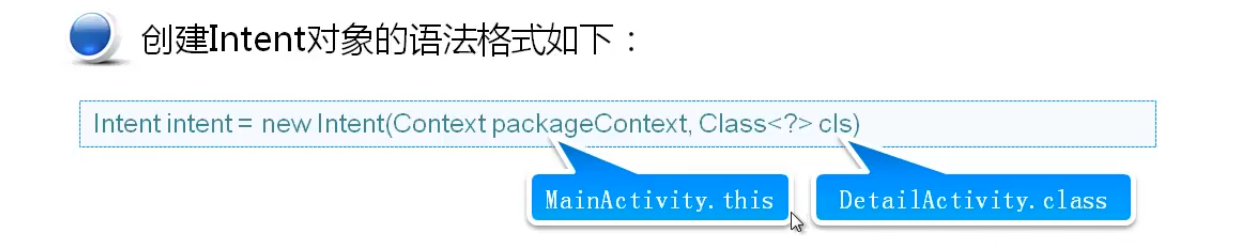 创建Intent对象的语法格式如下：
Intent intent = new Intent(Context packageContext, Class<?> cls)
MainActivity.this
DetailActivity.class